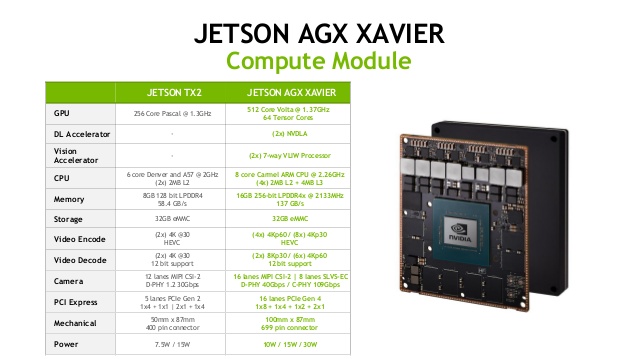 JETSON AGX XAVIER
Compute Module
JETSON TX2 JETSON AGX XAVIER
GPU 256 Core Pascal @ 1.3GHz 512 Core Volta @ 1.37GHz
64 Tensor Cores
DL Accelerator - (2x) NVDLA
Vision
Accelerator - (2x) 7-way VLIW Processor
CPU 6 core Denver and A57 @ 2GHz
(2x) 2MB L2 8 core Carmel ARM CPU @ 2.26GHz
(4x) 2MB L2 + 4MB L3
Memory 8GB 128 bit LPDDR4
58.4 GB/s 16GB 256-bit LPDDR4x @ 2133MHz
137 GB/s
Storage 32GB eMMC 32GB eMMC
Video Encode (2x) 4K @30
HEVC (4x) 4Kp60 / (8x) 4Kp30
HEVC
Video Decode (2x) 4K @30
12 bit support (2x) 8Kp30 / (6x) 4Kp60
12 bit support
Camera 12 lanes MIPI CSI-2
D-PHY 1.2 30Gbps 16 lanes MIPI CSI-2 | 8 lanes SLVS-EC
D-PHY 40Gbps / C-PHY 109Gbps
PCI Express 5 lanes PCIe Gen 2
1x4 + 1x1 | 2x1 + 1x4 16 lanes PCIe Gen 4
1x8 + 1x4 + 1x2 + 2x1
Mechanical 50mm x 87mm
400 pin connector 100mm x 87mm
699 pin connector
Power 7.5W / 15W 10W / 15W / 30W
NVIDIA